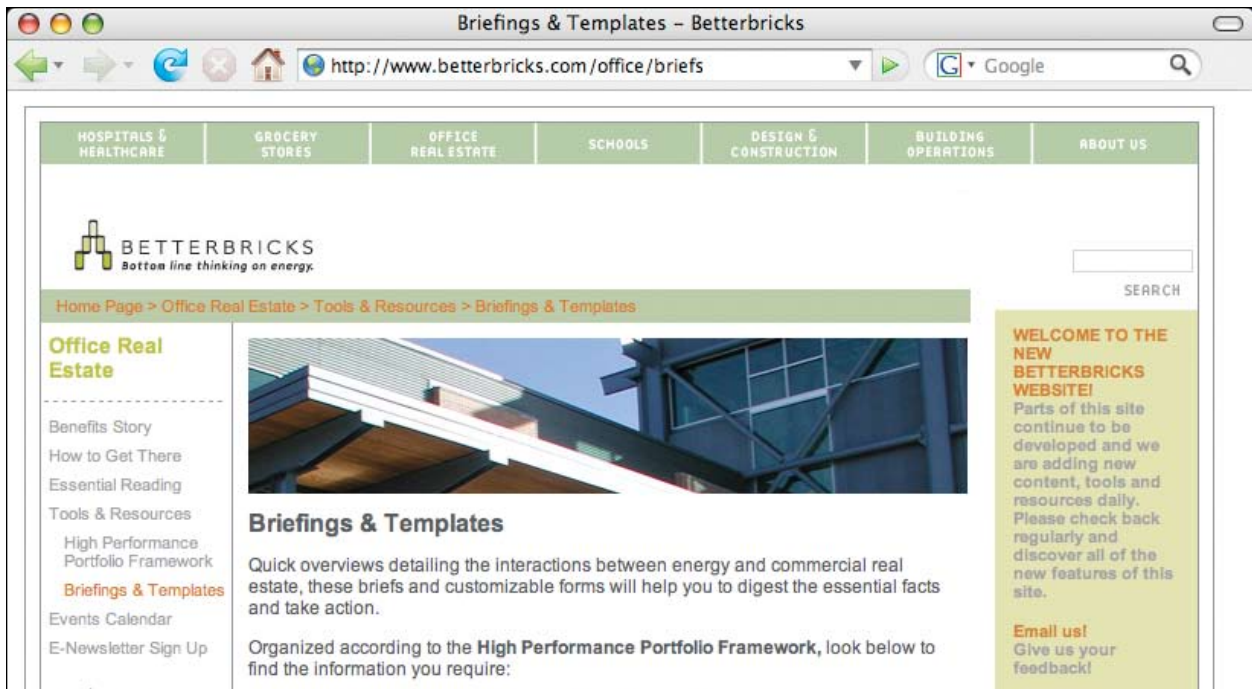 Briefings & Templates – Betterbricks
http://www.betterbricks.com/office/briefs
G
Google
HOSPITALS &
HEALTHCARE
GROCERY
STORES
OFFICE
REAL ESTATE
SCHOOLS
DESIGN &
CONSTRUCTION
BUILDING
OPERATIONS
ABOUT US
BETTERBRICKS
Bottom line thinking on energy.
SEARCH
Home Page > Office Real Estate > Tools & Resources > Briefings & Templates
Office Real
Estate
Benefits Story
How to Get There
Essential Reading
Tools & Resources
High Performance
Portfolio Framework
Briefings & Templates
Events Calendar
E-Newsletter Sign Up
Briefings & Templates
Quick overviews detailing the interactions between energy and commercial real
estate, these briefs and customizable forms will help you to digest the essential facts
and take action.
Organized according to the High Performance Portfolio Framework, look below to
find the information you require:
WELCOME TO THE
NEW
BETTERBRICKS
WEBSITE!
Parts of this site
continue to be
developed and we
are adding new
content, tools and
resources daily.
Please check back
regularly and
discover all of the
new features of this
site.
Email us!
Give us your
feedback!